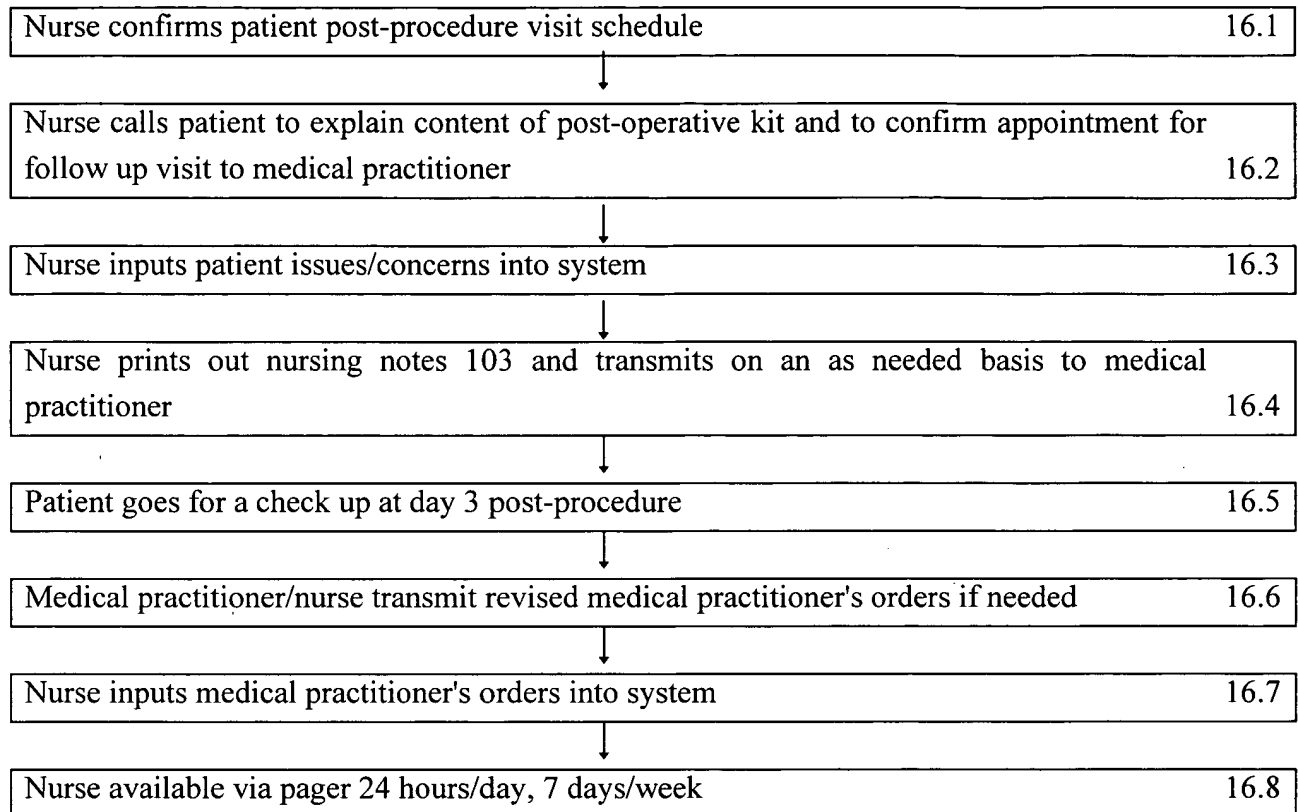 Nurse confirms patient post-procedure visit schedule 16.1
Nurse calls patient to explain content of post-operative kit and to confirm appointment for
follow up visit to medical practitioner 16.2
Nurse inputs patient issues/concerns into system 16.3
Nurse prints out nursing notes 103 and transmits on an as needed basis to medical
practitioner 16.4
Patient goes for a check up at day 3 post-procedure 16.5
Medical practitioner/nurse transmit revised medical practitioner's orders if needed 16.6
Nurse inputs medical practitioner's orders into system 16.7
Nurse available via pager 24 hours/day, 7 days/week 16.8